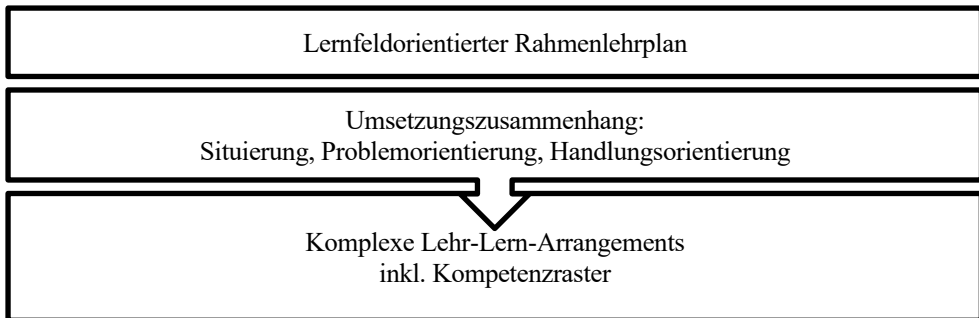 Lernfeldorientierter Rahmenlehrplan
Umsetzungszusammenhang:
Situierung, Problemorientierung, Handlungsorientierung
Komplexe Lehr-Lern-Arrangements
inkl. Kompetenzraster